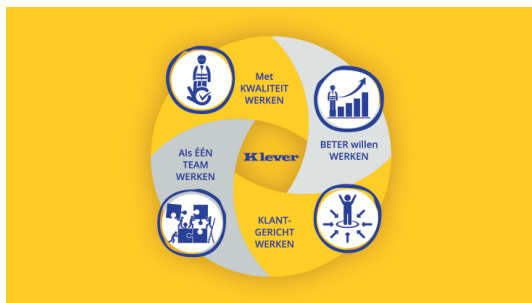 Met
KWALITEIT
WERKEN
BETER willen
WERKEN
Klever
Als ÉÉN
TEAM
WERKEN
KLANT-
GERICHT
WERKEN